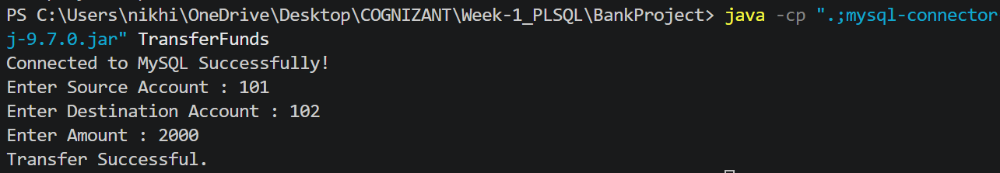 PS C:\Users\nikhi\OneDrive\Desktop\COGNIZANT\Week-1_PLSQL\BankProject> java -cp ".;mysql-connector
j-9.7.0.jar" TransferFunds
Connected to MySQL Successfully!
Enter Source Account : 101
Enter Destination Account : 102
Enter Amount : 2000
Transfer Successful.